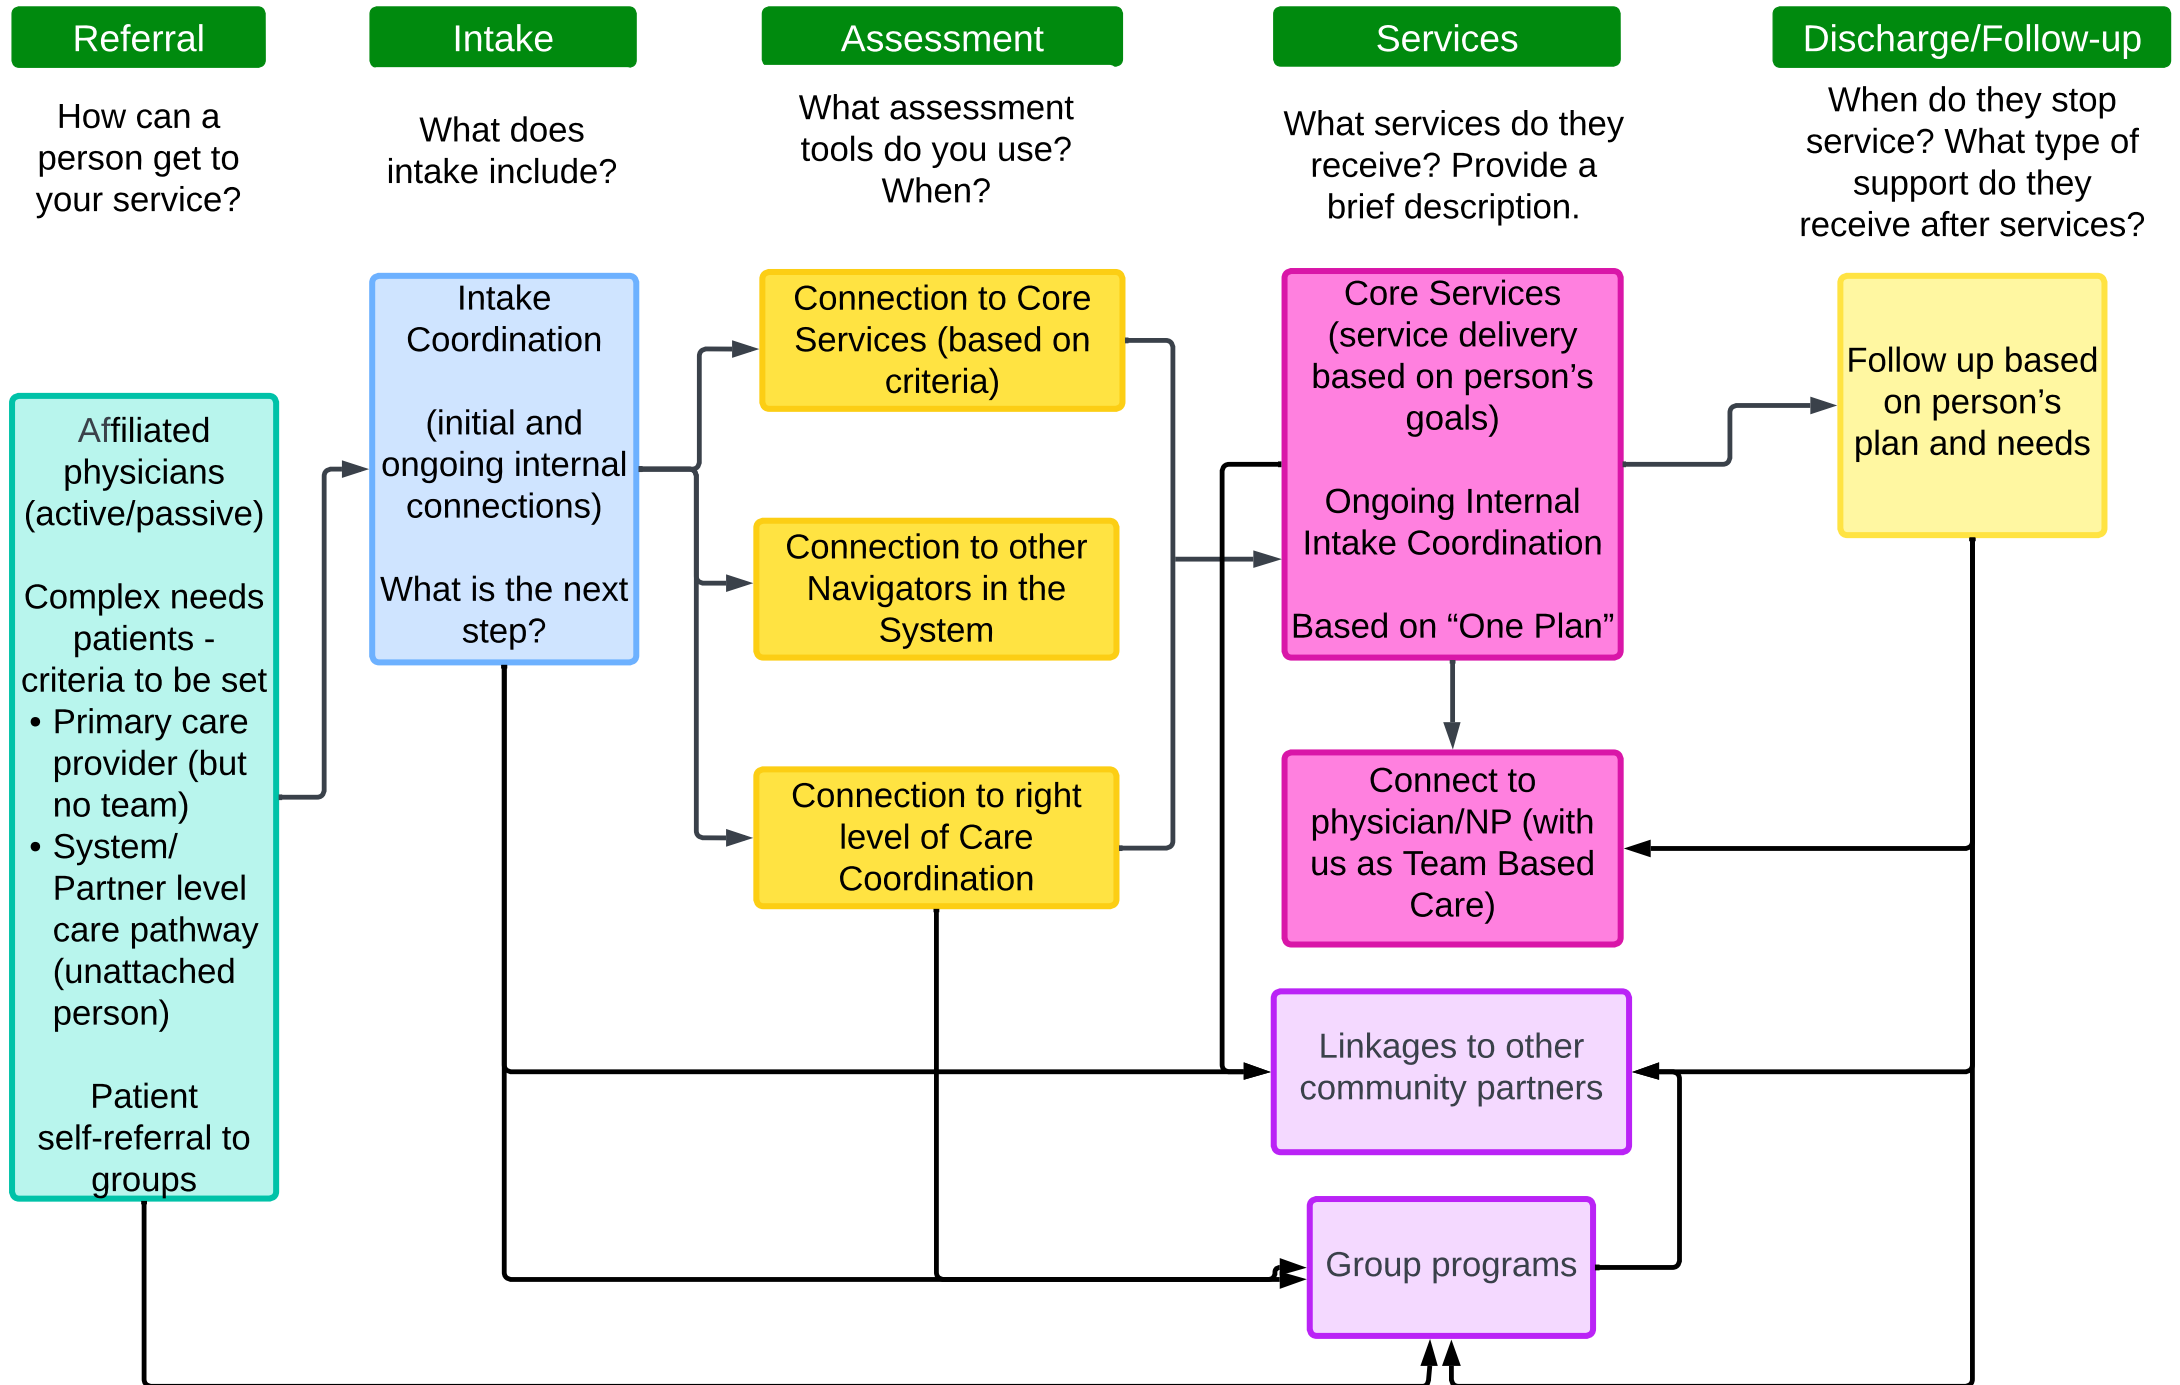 Referral
Intake
Assessment
Services
Discharge/Follow-up
How can a
person get to
your service?
What does
intake include?
What assessment
tools do you use?
When?
What services do they
receive? Provide a
brief description.
When do they stop
service? What type of
support do they
receive after services?
Affiliated
physicians
(active/passive)
Complex needs
patients -
criteria to be set
• Primary care
provider (but
no team)
• System/
Partner level
care pathway
(unattached
person)
Patient
self-referral to
groups
Intake
Coordination
(initial and
ongoing internal
connections)
What is the next
step?
Connection to Core
Services (based on
criteria)
Connection to other
Navigators in the
System
Connection to right
level of Care
Coordination
Core Services
(service delivery
based on person’s
goals)
Ongoing Internal
Intake Coordination
Based on “One Plan”
Connect to
physician/NP (with
us as Team Based
Care)
Linkages to other
community partners
Group programs
Follow up based
on person’s
plan and needs